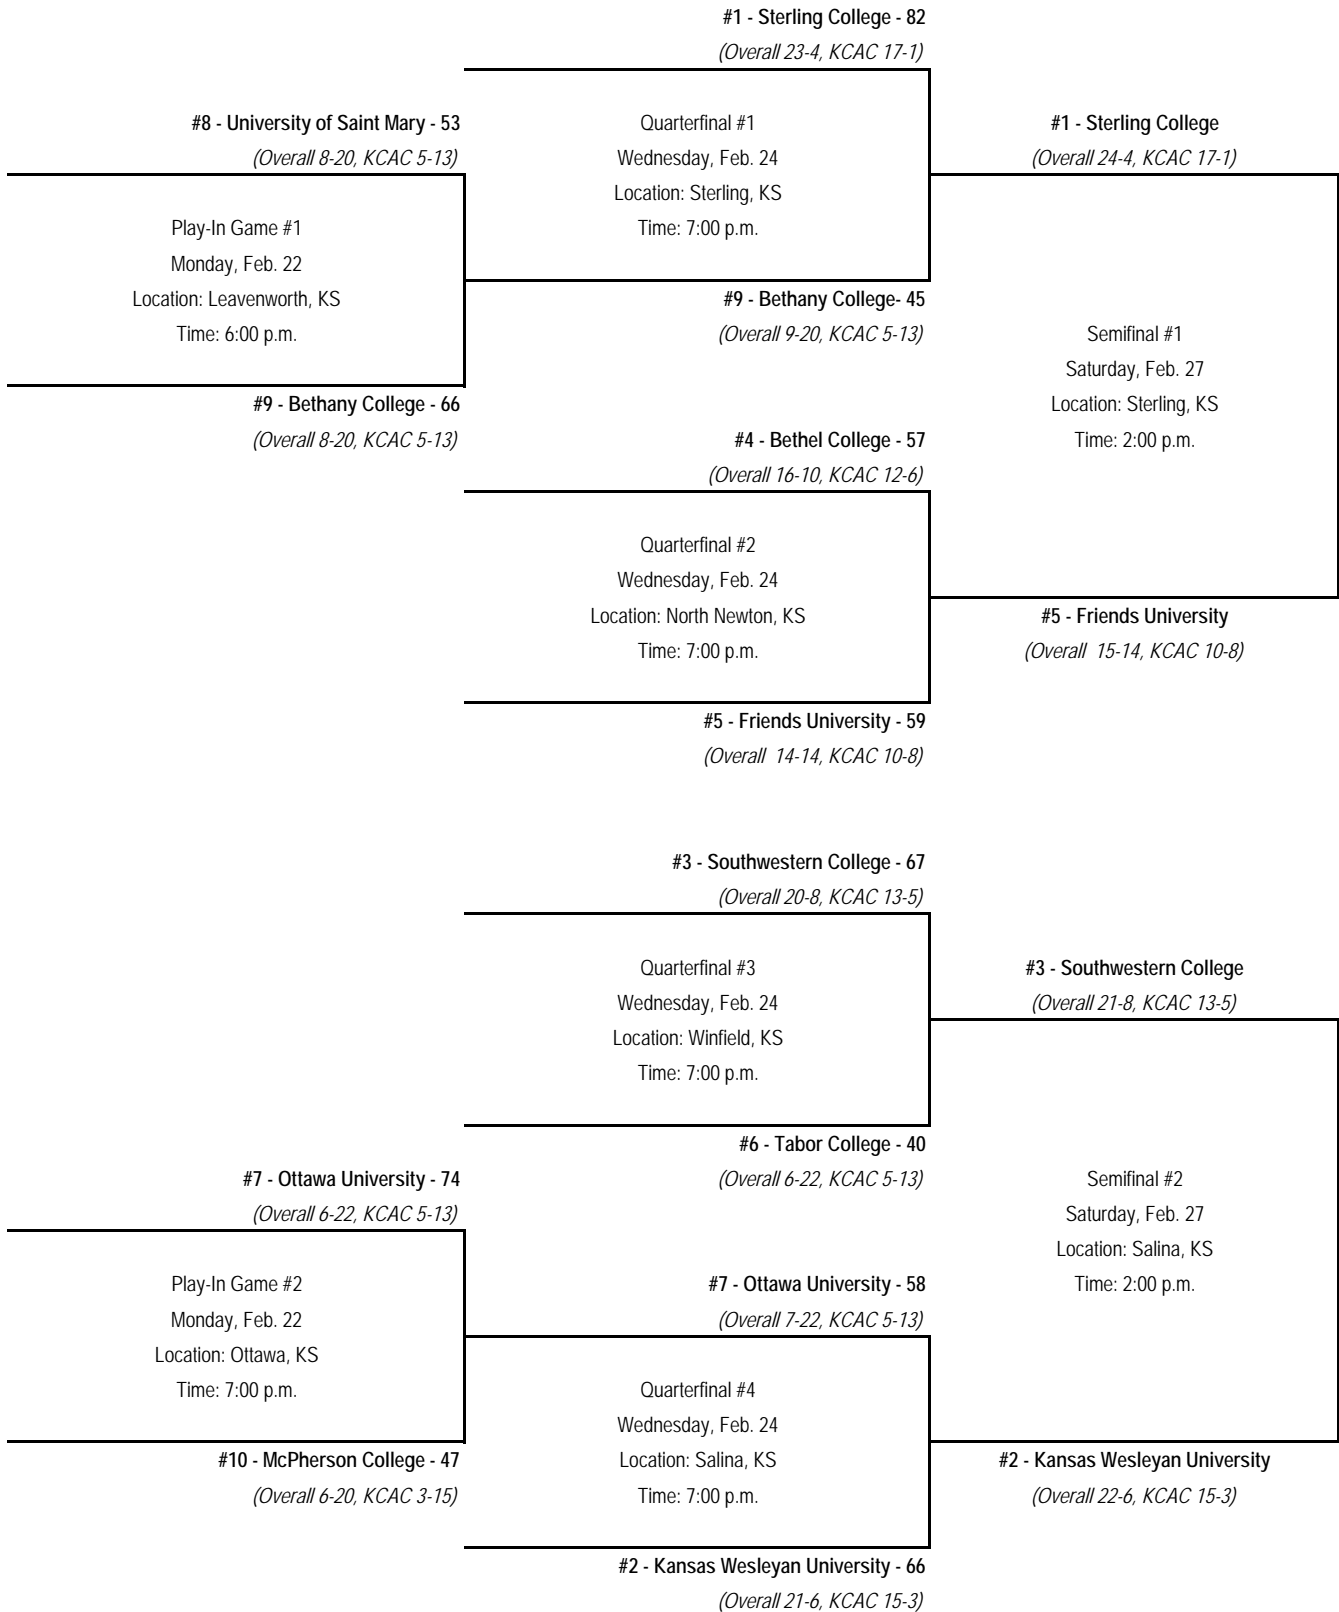 #1 - Sterling College - 82
(Overall 23-4, KCAC 17-1)
#8 - University of Saint Mary - 53
(Overall 8-20, KCAC 5-13)
Play-In Game #1
Monday, Feb. 22
Location: Leavenworth, KS
Time: 6:00 p.m.
#9 - Bethany College - 66
(Overall 8-20, KCAC 5-13)
Quarterfinal #1
Wednesday, Feb. 24
Location: Sterling, KS
Time: 7:00 p.m.
#9 - Bethany College- 45
(Overall 9-20, KCAC 5-13)
#1 - Sterling College
(Overall 24-4, KCAC 17-1)
Semifinal #1
Saturday, Feb. 27
Location: Sterling, KS
Time: 2:00 p.m.
#4 - Bethel College - 57
(Overall 16-10, KCAC 12-6)
Quarterfinal #2
Wednesday, Feb. 24
Location: North Newton, KS
Time: 7:00 p.m.
#5 - Friends University - 59
(Overall  14-14, KCAC 10-8)
#5 - Friends University
(Overall  15-14, KCAC 10-8)
#3 - Southwestern College - 67
(Overall 20-8, KCAC 13-5)
Quarterfinal #3
Wednesday, Feb. 24
Location: Winfield, KS
Time: 7:00 p.m.
#6 - Tabor College - 40
(Overall 6-22, KCAC 5-13)
#3 - Southwestern College
(Overall 21-8, KCAC 13-5)
Semifinal #2
Saturday, Feb. 27
Location: Salina, KS
Time: 2:00 p.m.
#7 - Ottawa University - 74
(Overall 6-22, KCAC 5-13)
Play-In Game #2
Monday, Feb. 22
Location: Ottawa, KS
Time: 7:00 p.m.
#10 - McPherson College - 47
(Overall 6-20, KCAC 3-15)
#7 - Ottawa University - 58
(Overall 7-22, KCAC 5-13)
Quarterfinal #4
Wednesday, Feb. 24
Location: Salina, KS
Time: 7:00 p.m.
#2 - Kansas Wesleyan University - 66
(Overall 21-6, KCAC 15-3)
#2 - Kansas Wesleyan University
(Overall 22-6, KCAC 15-3)